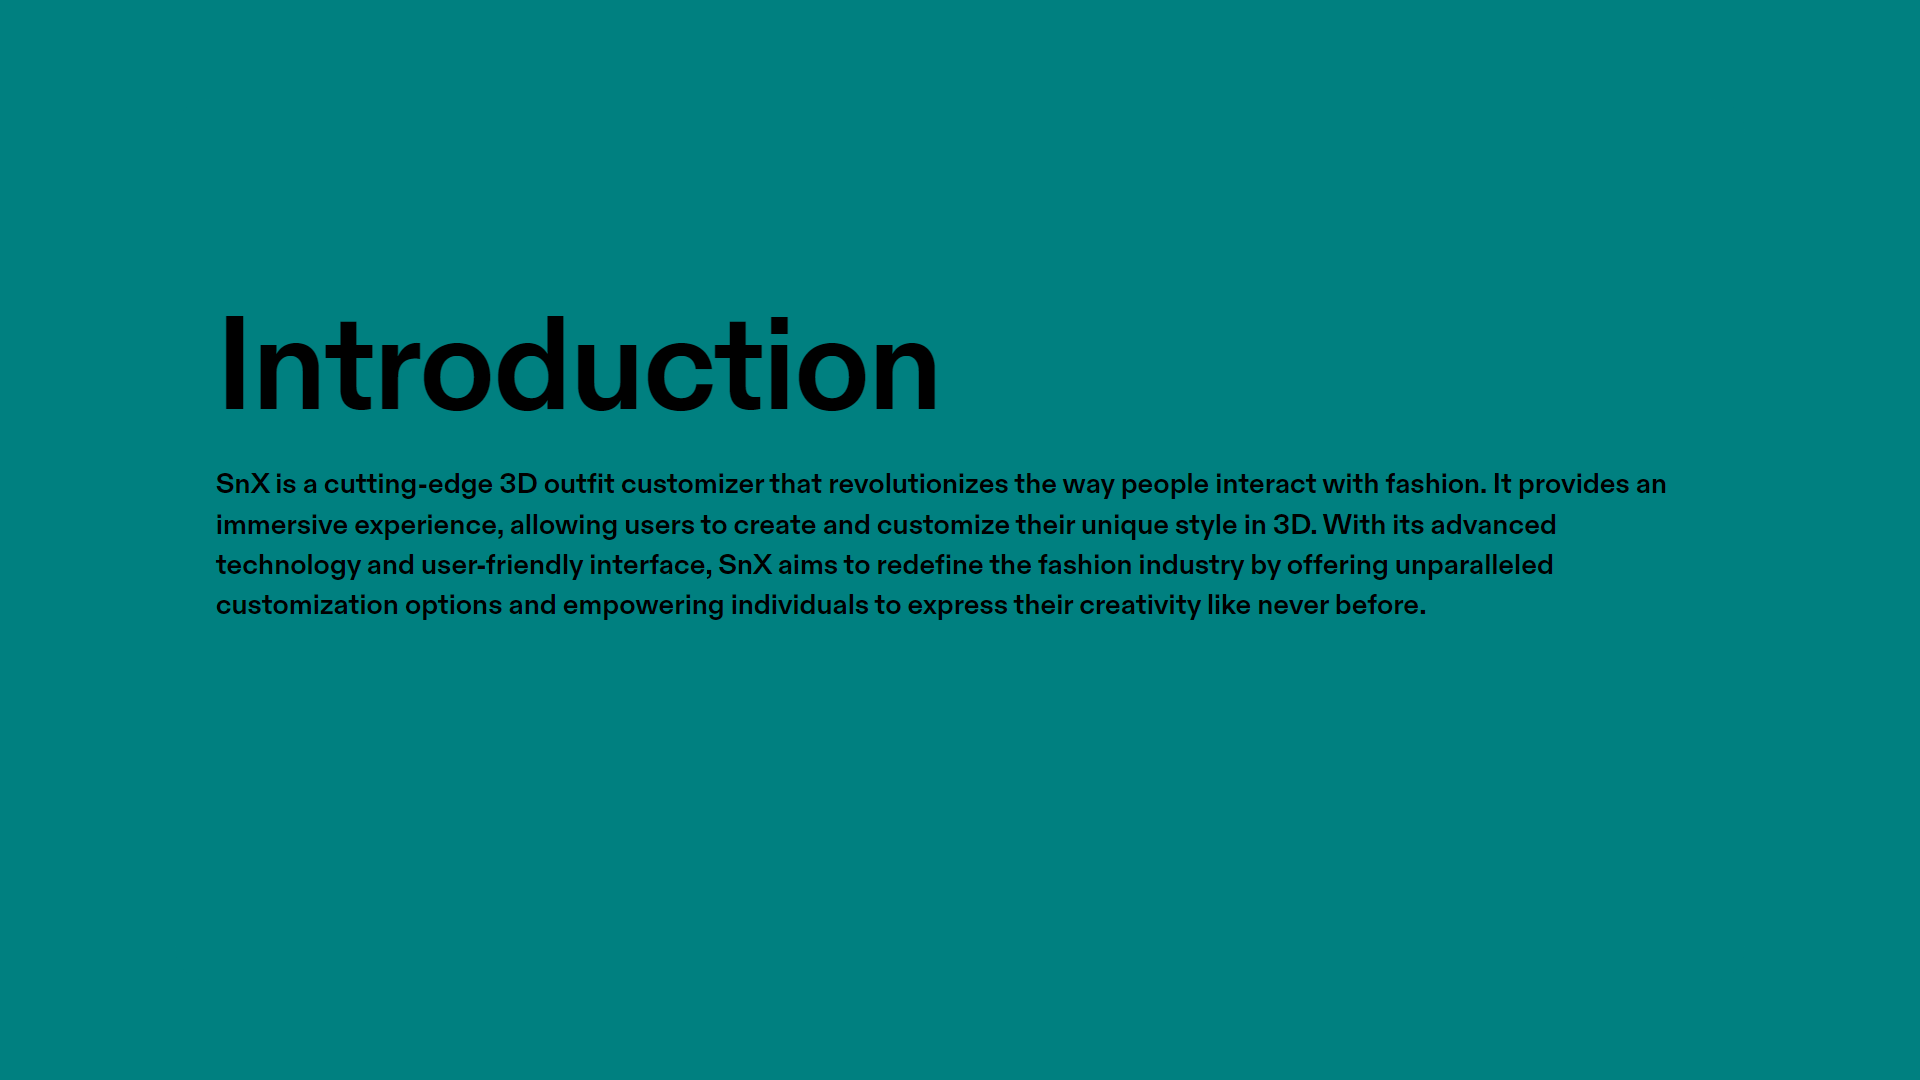 Introduction
SnX is a cutting-edge 3D outfit customizer that revolutionizes the way people interact with fashion. It provides an
immersive experience, allowing users to create and customize their unique style in 3D. With its advanced
technology and user-friendly interface, SnX aims to redefine the fashion industry by offering unparalleled
customization options and empowering individuals to express their creativity like never before.